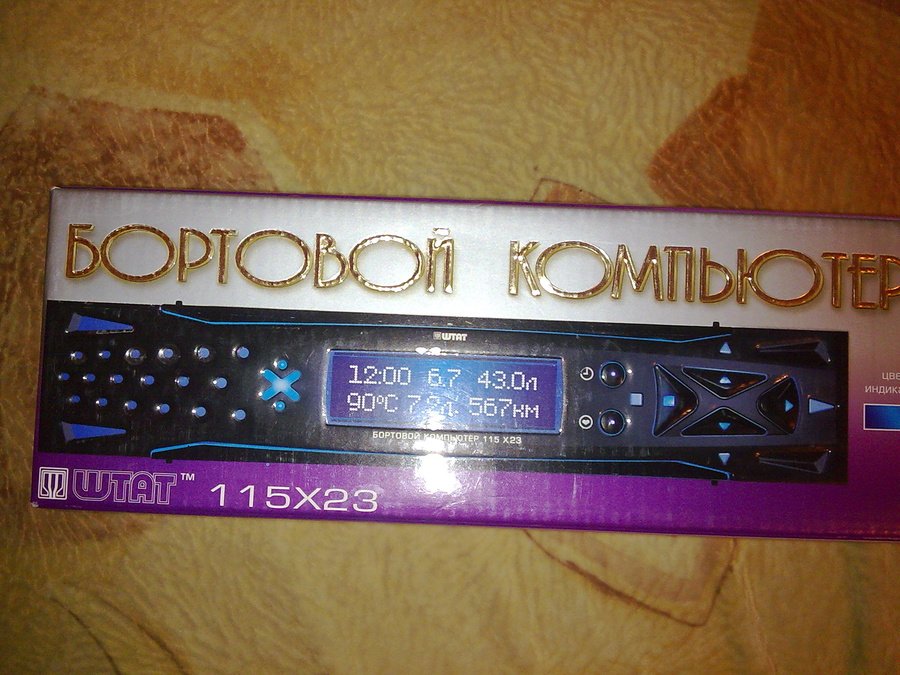 БОРТОВОЙ КОМПЬЮТЕР
ШТАТ
12:00 6.7 43.0л
90°C 567км
БОРТОВОЙ КОМПЬЮТЕР 115 X23
ШТАТ™ 115X23